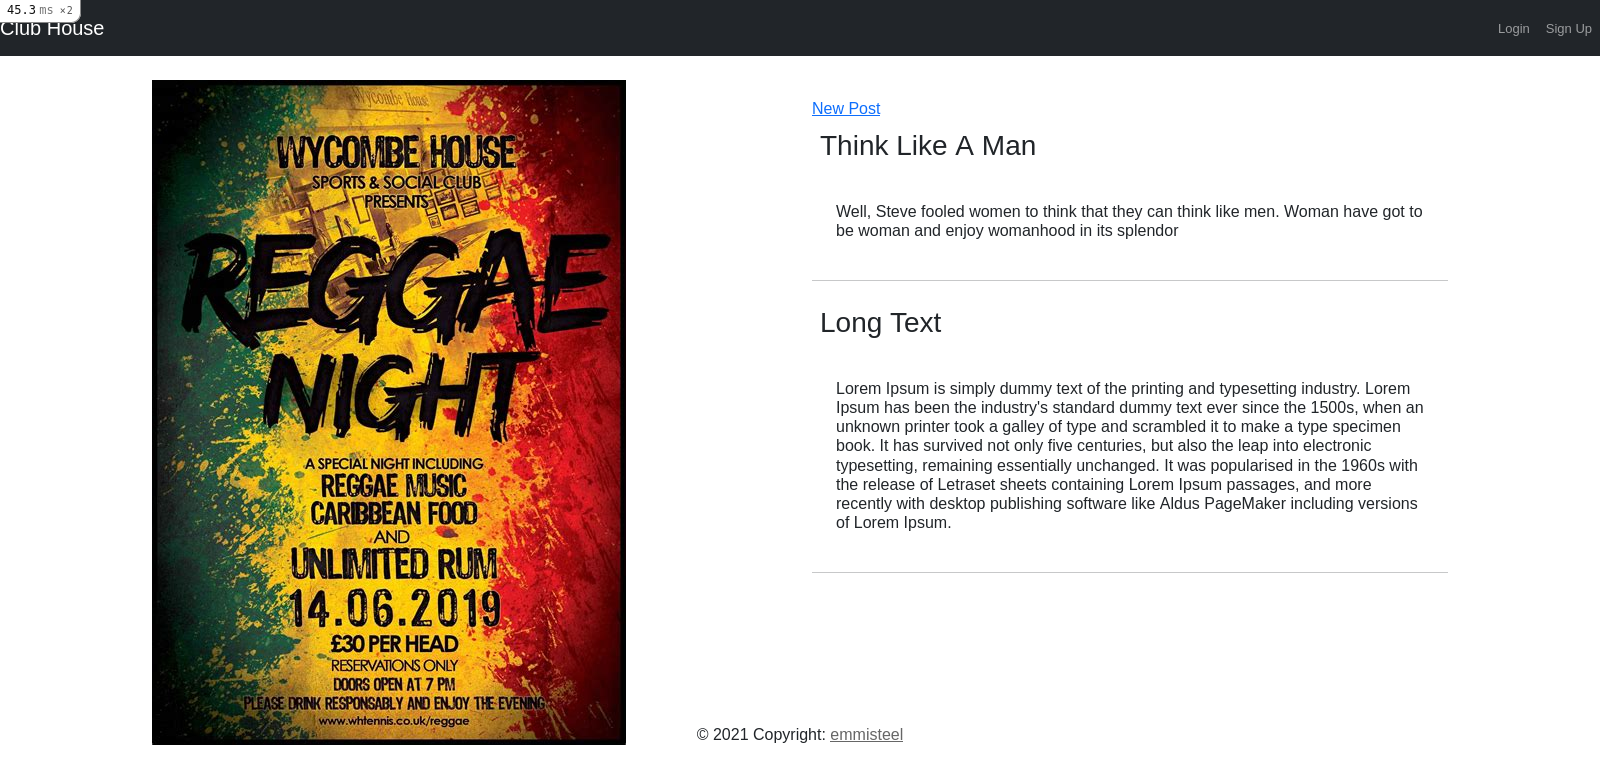 45.3 ms ×2
Club House
Login
Sign Up
Wycombe House
WYCOMBE HOUSE
SPORTS & SOCIAL CLUB
PRESENTS
REGGAE
NIGHT
A SPECIAL NIGHT INCLUDING
REGGAE MUSIC
CARIBBEAN FOOD
AND
UNLIMITED RUM
14.06.2019
£30 PER HEAD
RESERVATIONS ONLY
DOORS OPEN AT 7 PM
PLEASE DRINK RESPONSABLY AND ENJOY THE EVENING
www.whtennis.co.uk/reggae
New Post
Think Like A Man
Well, Steve fooled women to think that they can think like men. Woman have got to
be woman and enjoy womanhood in its splendor
Long Text
Lorem Ipsum is simply dummy text of the printing and typesetting industry. Lorem
Ipsum has been the industry's standard dummy text ever since the 1500s, when an
unknown printer took a galley of type and scrambled it to make a type specimen
book. It has survived not only five centuries, but also the leap into electronic
typesetting, remaining essentially unchanged. It was popularised in the 1960s with
the release of Letraset sheets containing Lorem Ipsum passages, and more
recently with desktop publishing software like Aldus PageMaker including versions
of Lorem Ipsum.
© 2021 Copyright: emmisteel